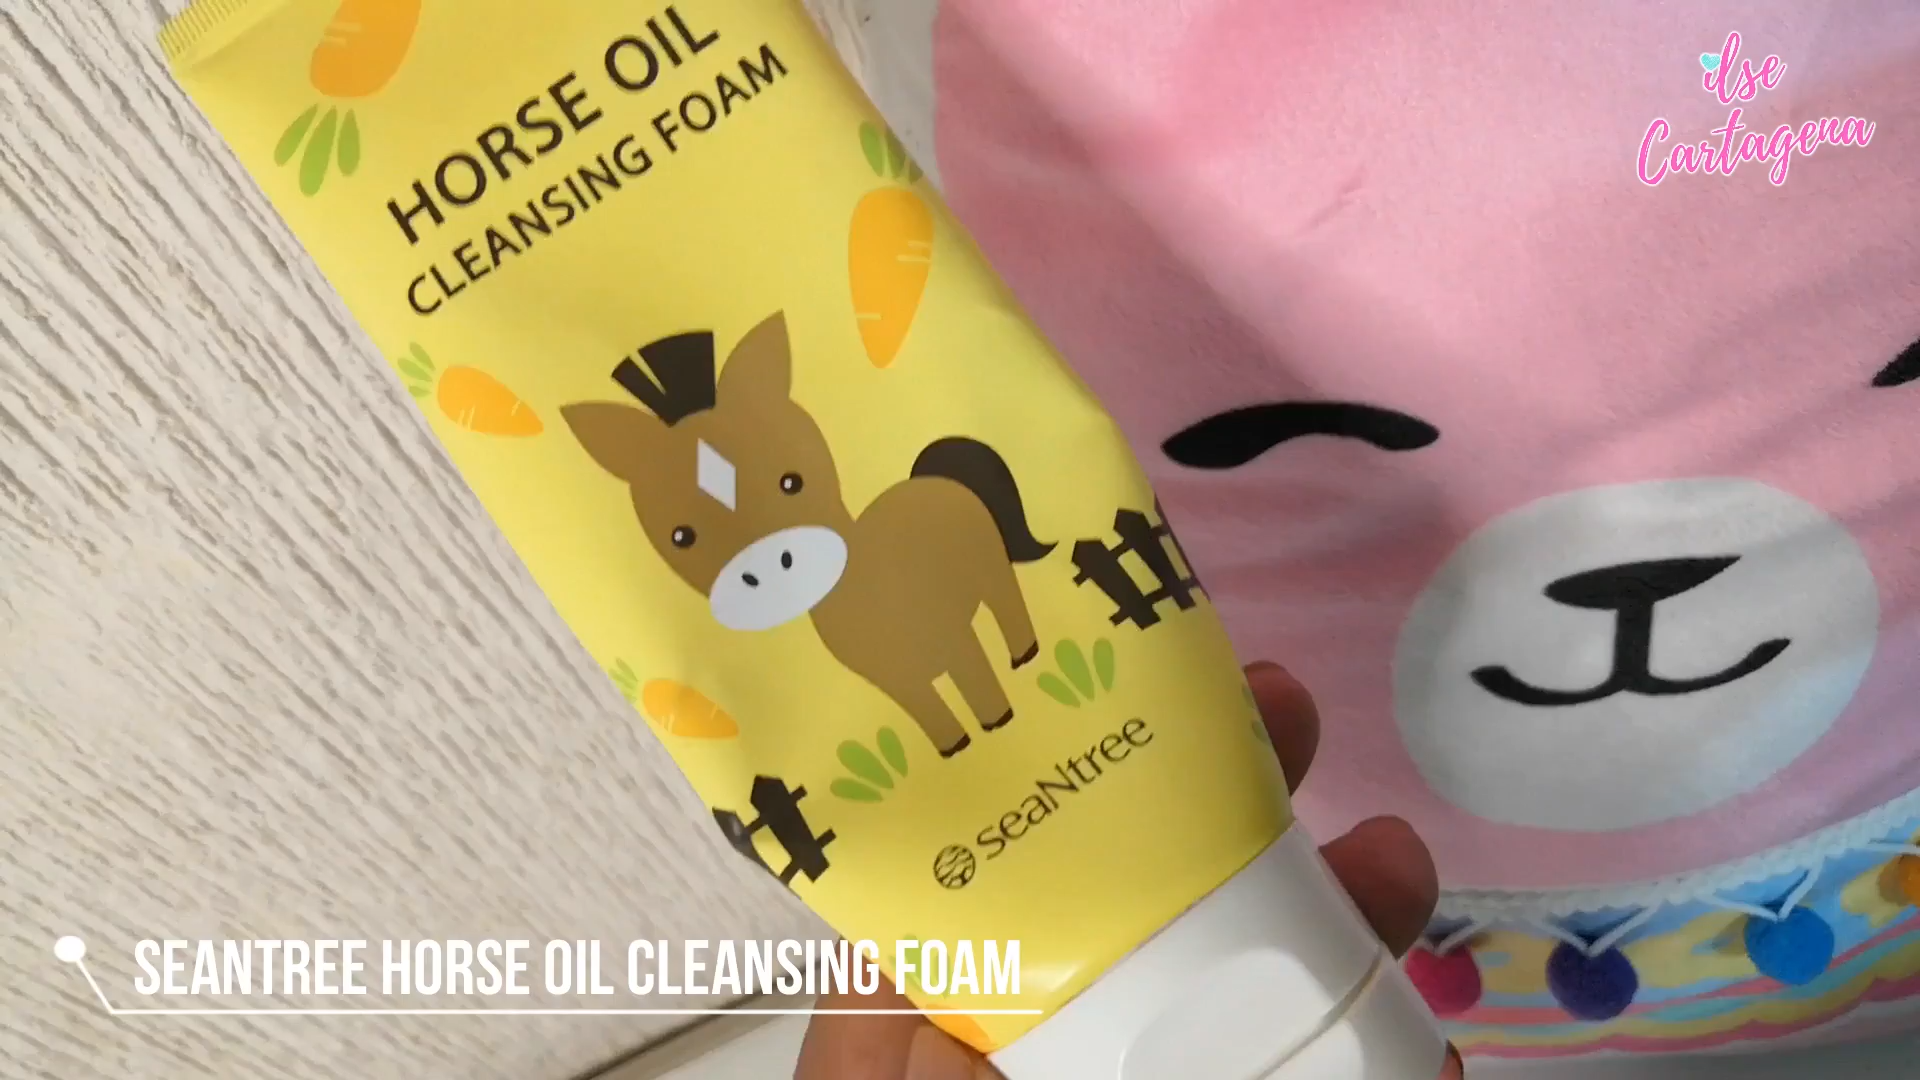 HORSE OIL
CLEANSING FOAM
seaNtree
ilse
Cartagena
SEANTREE HORSE OIL CLEANSING FOAM